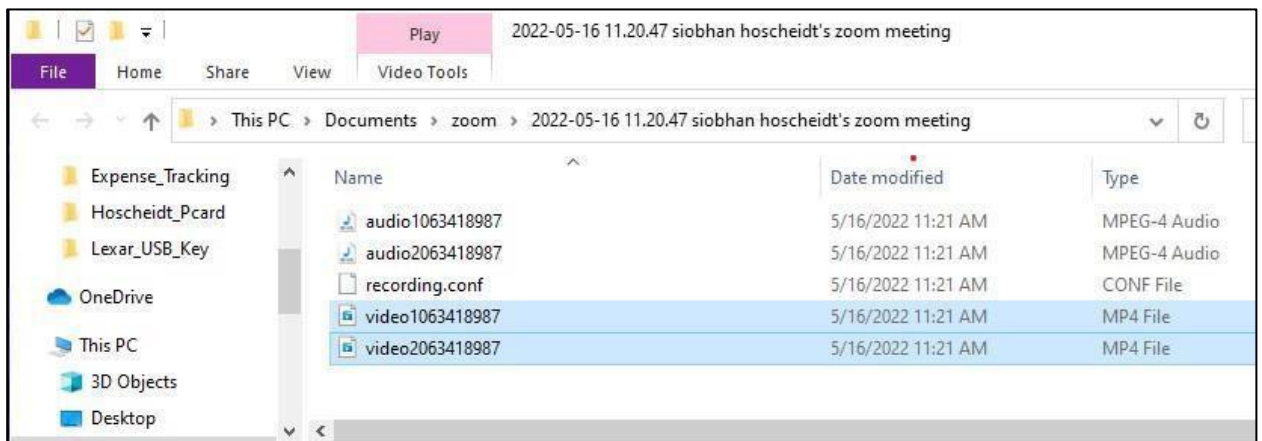 Play 2022-05-16 11.20.47 siobhan hoscheidt's zoom meeting
File Home Share View Video Tools
This PC > Documents > zoom > 2022-05-16 11.20.47 siobhan hoscheidt's zoom meeting
Expense_Tracking Name Date modified Type
Hoscheidt_Pcard audio1063418987 5/16/2022 11:21 AM MPEG-4 Audio
Lexar_USB_Key audio2063418987 5/16/2022 11:21 AM MPEG-4 Audio
recording.conf 5/16/2022 11:21 AM CONF File
OneDrive video1063418987 5/16/2022 11:21 AM MP4 File
This PC video2063418987 5/16/2022 11:21 AM MP4 File
3D Objects
Desktop